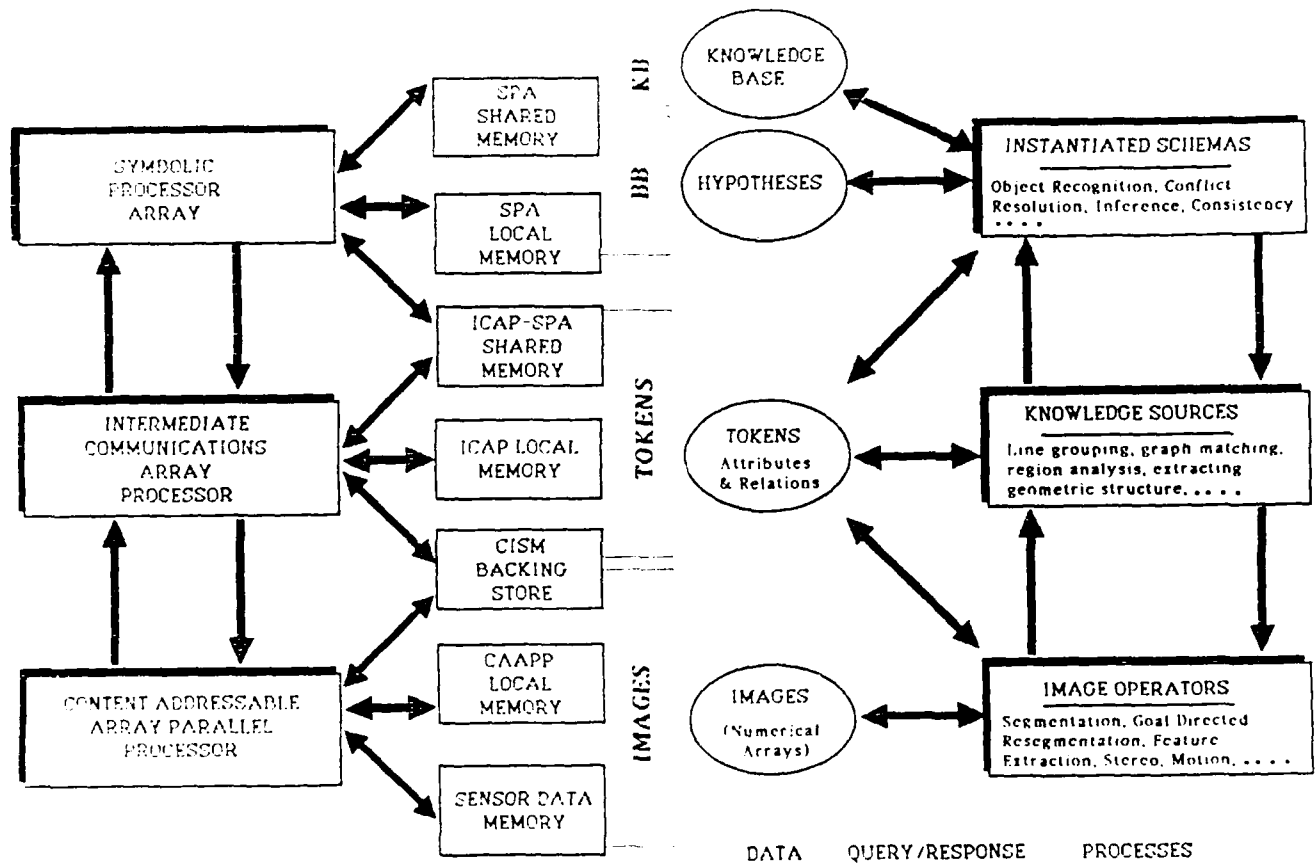 SYMBOLIC
PROCESSOR
ARRAY
INTERMEDIATE
COMMUNICATIONS
ARRAY
PROCESSOR
CONTENT ADDRESSABLE
ARRAY PARALLEL
PROCESSOR
SPA
SHARED
MEMORY
SPA
LOCAL
MEMORY
ICAP-SPA
SHARED
MEMORY
ICAP LOCAL
MEMORY
CISM
BACKING
STORE
CAAPP
LOCAL
MEMORY
SENSOR DATA
MEMORY
KB
BB
TOKENS
IMAGES
KNOWLEDGE
BASE
HYPOTHESES
TOKENS
Attributes
& Relations
IMAGES
(Numerical
Arrays)
INSTANTIATED SCHEMAS
Object Recognition, Conflict
Resolution, Inference, Consistency
. . . .
KNOWLEDGE SOURCES
Line grouping, graph matching,
region analysis, extracting
geometric structure, . . . .
IMAGE OPERATORS
Segmentation, Goal Directed
Resegmentation, Feature
Extraction, Stereo, Motion, . . . .
DATA QUERY/RESPONSE PROCESSES